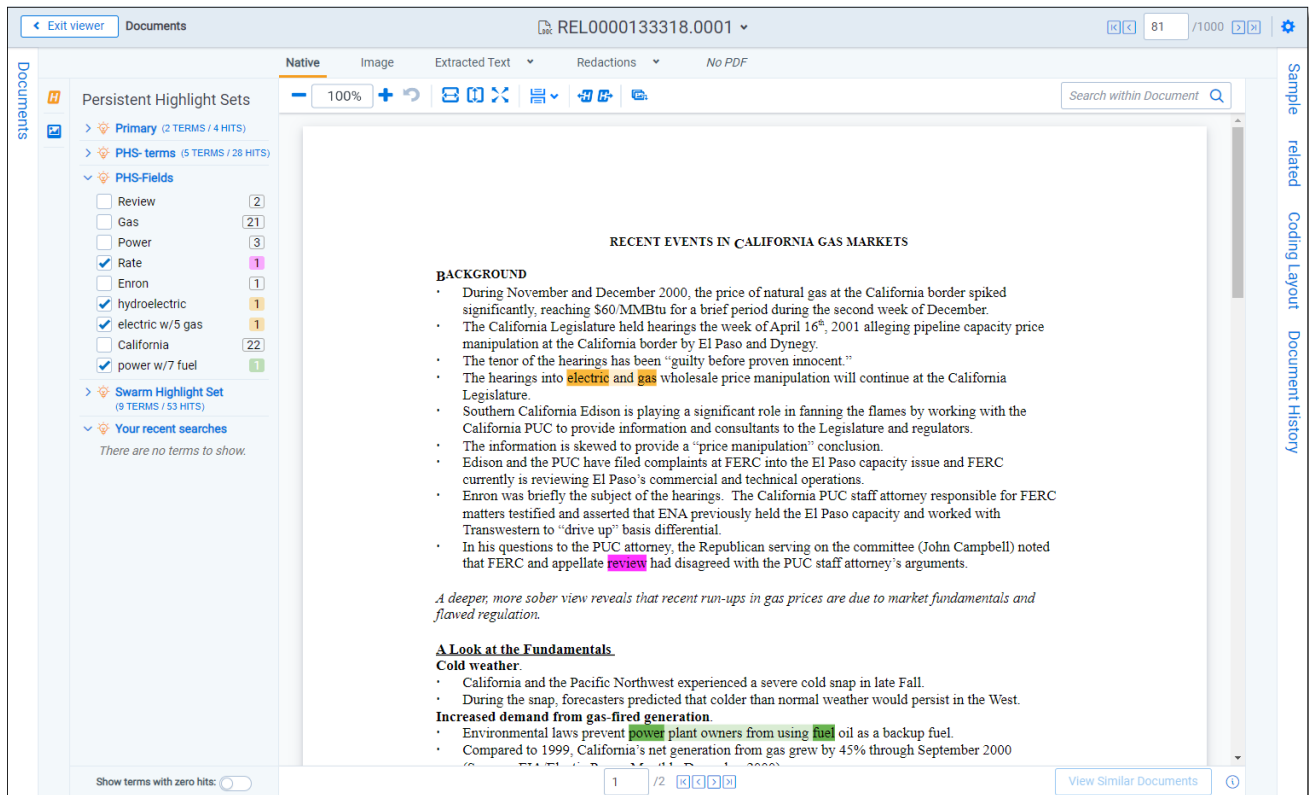 Exit viewer
Documents
REL0000133318.0001
81 /1000
Documents
Native
Image
Extracted Text
Redactions
No PDF
100%
Search within Document
Persistent Highlight Sets
Primary (2 TERMS / 4 HITS)
PHS- terms (5 TERMS / 28 HITS)
PHS-Fields
Review 2
Gas 21
Power 3
Rate 1
Enron 1
hydroelectric 1
electric w/5 gas 1
California 22
power w/7 fuel 1
Swarm Highlight Set
(9 TERMS / 53 HITS)
Your recent searches
There are no terms to show.
Show terms with zero hits:
RECENT EVENTS IN CALIFORNIA GAS MARKETS
BACKGROUND
· During November and December 2000, the price of natural gas at the California border spiked
significantly, reaching $60/MMBtu for a brief period during the second week of December.
· The California Legislature held hearings the week of April 16th, 2001 alleging pipeline capacity price
manipulation at the California border by El Paso and Dynegy.
· The tenor of the hearings has been “guilty before proven innocent.”
· The hearings into electric and gas wholesale price manipulation will continue at the California
Legislature.
· Southern California Edison is playing a significant role in fanning the flames by working with the
California PUC to provide information and consultants to the Legislature and regulators.
· The information is skewed to provide a “price manipulation” conclusion.
· Edison and the PUC have filed complaints at FERC into the El Paso capacity issue and FERC
currently is reviewing El Paso’s commercial and technical operations.
· Enron was briefly the subject of the hearings. The California PUC staff attorney responsible for FERC
matters testified and asserted that ENA previously held the El Paso capacity and worked with
Transwestern to “drive up” basis differential.
· In his questions to the PUC attorney, the Republican serving on the committee (John Campbell) noted
that FERC and appellate review had disagreed with the PUC staff attorney’s arguments.
A deeper, more sober view reveals that recent run-ups in gas prices are due to market fundamentals and
flawed regulation.
A Look at the Fundamentals
Cold weather.
· California and the Pacific Northwest experienced a severe cold snap in late Fall.
· During the snap, forecasters predicted that colder than normal weather would persist in the West.
Increased demand from gas-fired generation.
· Environmental laws prevent power plant owners from using fuel oil as a backup fuel.
· Compared to 1999, California’s net generation from gas grew by 45% through September 2000
1 /2
View Similar Documents
Sample
related
Coding Layout
Document History